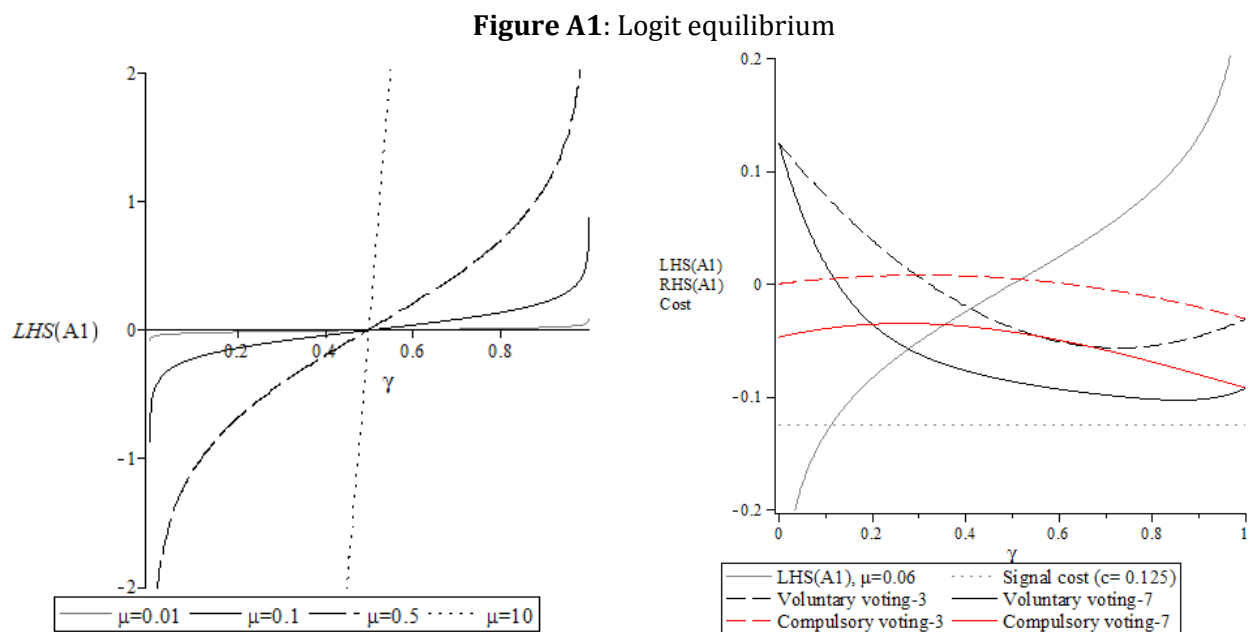 Figure A1: Logit equilibrium
2
1
LHS(A1)
0
0.2
0.4
0.6
0.8
γ
-1
-2
μ=0.01
μ=0.1
μ=0.5
μ=10
0.2
0.1
LHS(A1)
RHS(A1)
Cost
0
-0.1
-0.2
0
0.2
0.4
0.6
0.8
1
γ
LHS(A1), μ=0.06
Signal cost (c= 0.125)
Voluntary voting-3
Voluntary voting-7
Compulsory voting-3
Compulsory voting-7